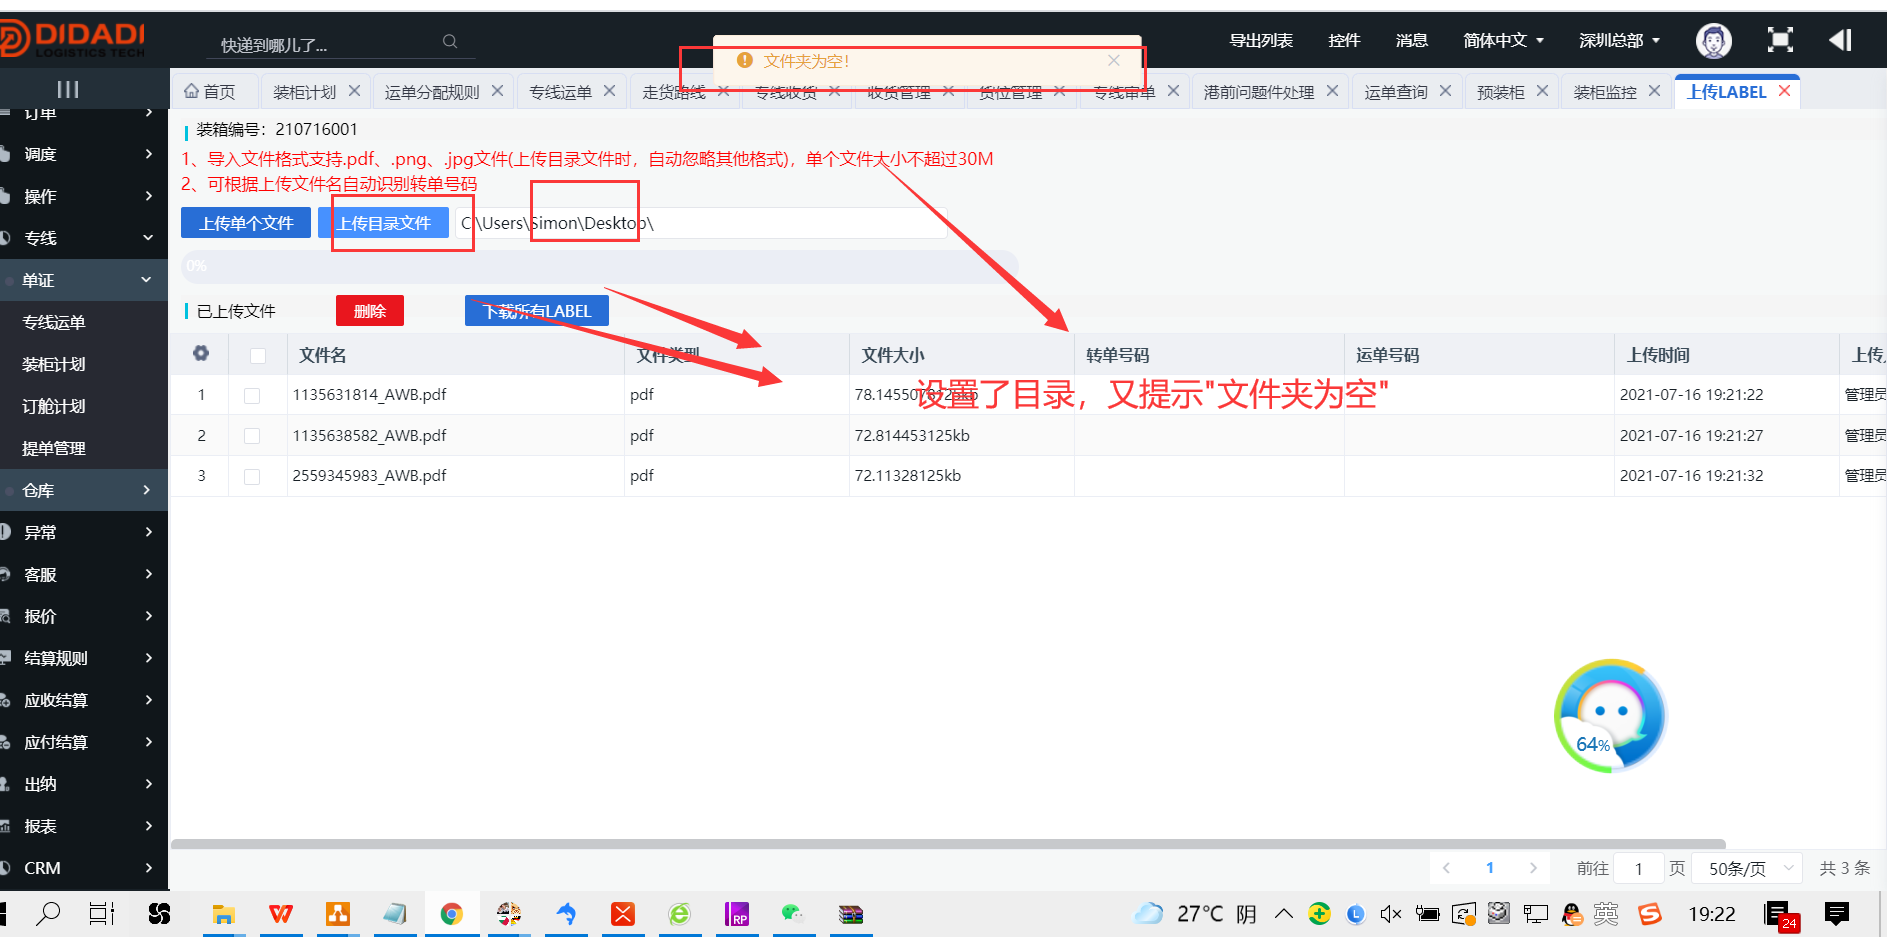 DIDADI
LOGISTICS TECH
快递到哪儿了...
文件夹为空！
导出列表
控件
消息
简体中文
深圳总部
首页
装柜计划
运单分配规则
专线运单
走货路线
专线收货
收货管理
货位管理
专线审单
港前问题件处理
运单查询
预装柜
装柜监控
上传LABEL
订单
调度
操作
专线
单证
专线运单
装柜计划
订舱计划
提单管理
仓库
异常
客服
报价
结算规则
应收结算
应付结算
出纳
报表
CRM
装箱编号：210716001
1、导入文件格式支持.pdf、.png、.jpg文件(上传目录文件时，自动忽略其他格式)，单个文件大小不超过30M
2、可根据上传文件名自动识别转单号码
上传单个文件
上传目录文件
C:\Users\Simon\Desktop\
0%
已上传文件
删除
下载所有LABEL
文件名 文件类型 文件大小 转单号码 运单号码 上传时间 上传
1 1135631814_AWB.pdf pdf 2021-07-16 19:21:22 管理员
设置了目录，又提示"文件夹为空"
2 1135638582_AWB.pdf pdf 72.814453125kb 2021-07-16 19:21:27 管理员
3 2559345983_AWB.pdf pdf 72.11328125kb 2021-07-16 19:21:32 管理员
64%
1
前往 1 页
50条/页
共 3 条
RP
27°C 阴
英
19:22
24